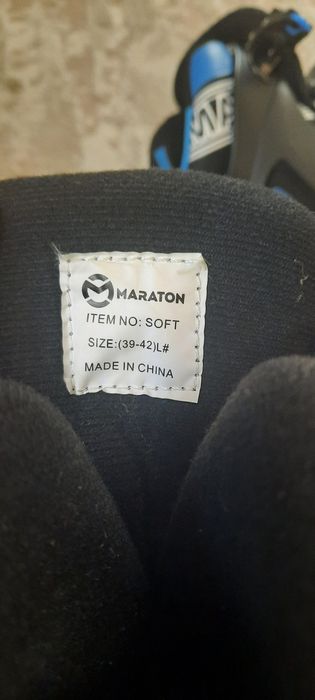 MARATON
ITEM NO: SOFT
SIZE:(39-42)L#
MADE IN CHINA